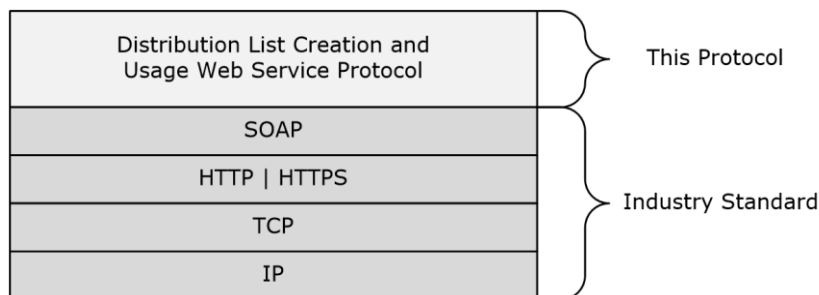 Distribution List Creation and
Usage Web Service Protocol
This Protocol
SOAP
HTTP | HTTPS
TCP
IP
Industry Standard